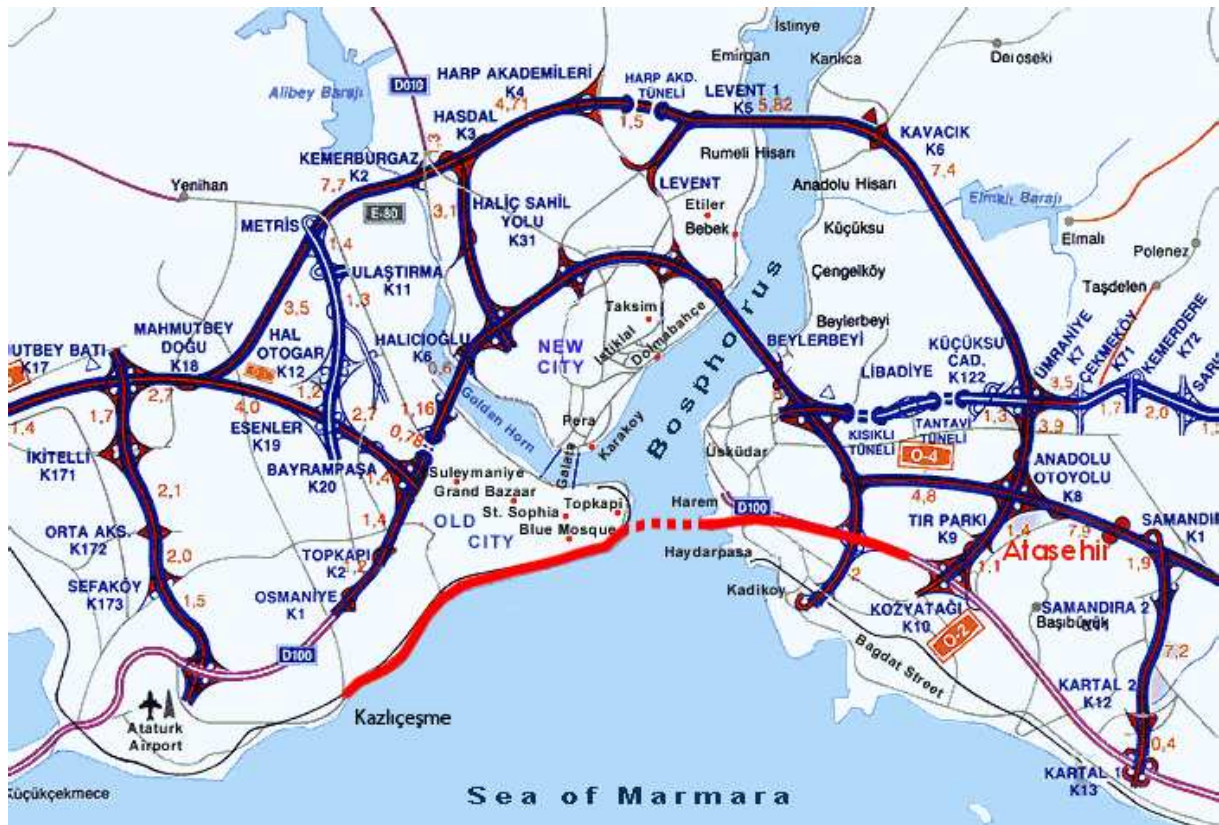 İstinye
Emirgan
Kanlıca
HARP AKADEMİLERİ
K4
HARP AKD.
TÜNELİ
LEVENT 1
K5
5,82
D010
Alibey Barajı
4,71
1,5
HASDAL
K3
KAVACIK
K6
KEMERBURGAZ
K2
Rumeli Hisarı
7,4
Yenihan
7,7
LEVENT
Anadolu Hisarı
Elmalı Barajı
E-80
3,1
HALİÇ SAHİL
YOLU
K31
Etiler
Bebek
METRİS
1,4
Küçüksu
Elmalı
Polenez
ULAŞTIRMA
K11
Çengelköy
Taşdelen
3,5
1,3
Taksim
Bosphorus
MAHMUTBEY
DOĞU
K18
HAL
OTOGAR
K12
HALICIOĞLU
K6
İstiklal
Dolmabahçe
Beylerbeyi
UTBEY BATI
K17
NEW
CITY
BEYLERBEYİ
KÜÇÜKSU
CAD.
K122
ÜMRANİYE
K7
ÇEKMEKÖY
K71
KEMERDERE
K72
LİBADİYE
0,6
2,7
1,2
3,5
4.0
2,7
1,16
Golden Horn
1,3
1,7
2,0
1,4
1,7
ESENLER
K19
0,78
Pera
KISIKLI
TÜNELİ
TANTAVİ
TÜNELİ
3,9
İKİTELLİ
K171
BAYRAMPAŞA
K20
1,4
Galata
Karakoy
Üsküdar
O-4
ANADOLU
OTOYOLU
K8
Suleymaniye
Grand Bazaar
St. Sophia
Topkapi
Blue Mosque
2,1
4,8
Harem
D100
1,4
OLD
CITY
ORTA AKS.
K172
TIR PARKI
K9
1,4
7,9
SAMANDIR
K1
Atasehir
TOPKAPI
K2
Haydarpasa
2,0
1,2
1,1
1,9
SEFAKÖY
K173
1,5
OSMANİYE
K1
Kadikoy
2
KOZYATAĞI
K10
SAMANDIRA 2
Başıbüyük
O-2
D100
Bagdat Street
7,2
KARTAL 2
K12
Kazlıçeşme
Ataturk
Airport
0,4
KARTAL 1
K13
Küçükçekmece
Sea of Marmara